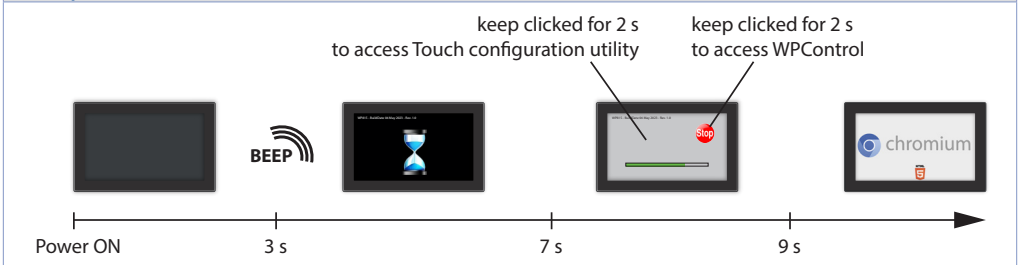 keep clicked for 2 s
to access Touch configuration utility
keep clicked for 2 s
to access WPControl
BEEP
Stop
chromium
5
Power ON
3 s
7 s
9 s